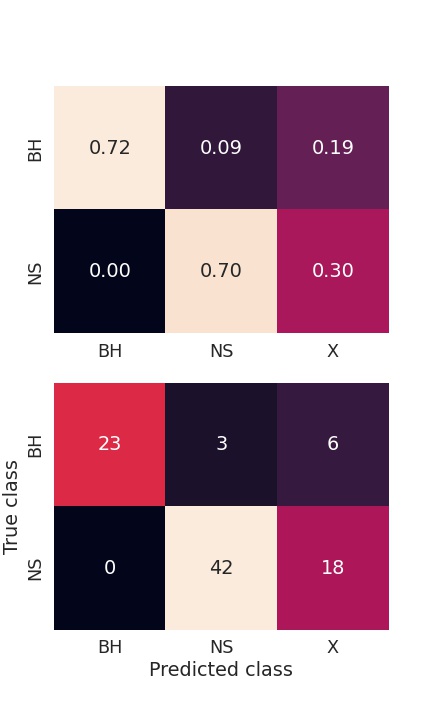 BH 0.72 0.09 0.19
NS 0.00 0.70 0.30
BH NS X
True class
BH 23 3 6
NS 0 42 18
BH NS X
Predicted class